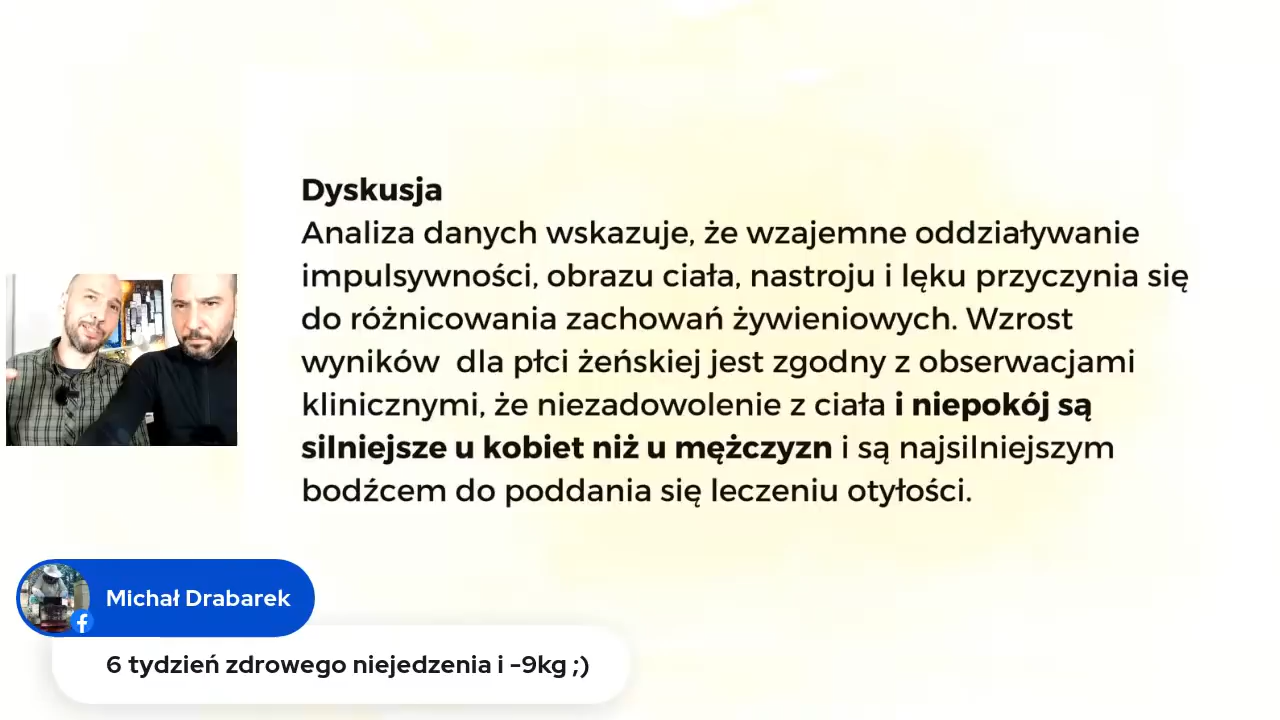 Dyskusja
Analiza danych wskazuje, że wzajemne oddziaływanie
impulsywności, obrazu ciała, nastroju i lęku przyczynia się
do różnicowania zachowań żywieniowych. Wzrost
wyników dla płci żeńskiej jest zgodny z obserwacjami
klinicznymi, że niezadowolenie z ciała i niepokój są
silniejsze u kobiet niż u mężczyzn i są najsilniejszym
bodźcem do poddania się leczeniu otyłości.
Michał Drabarek
6 tydzień zdrowego niejedzenia i -9kg ;)